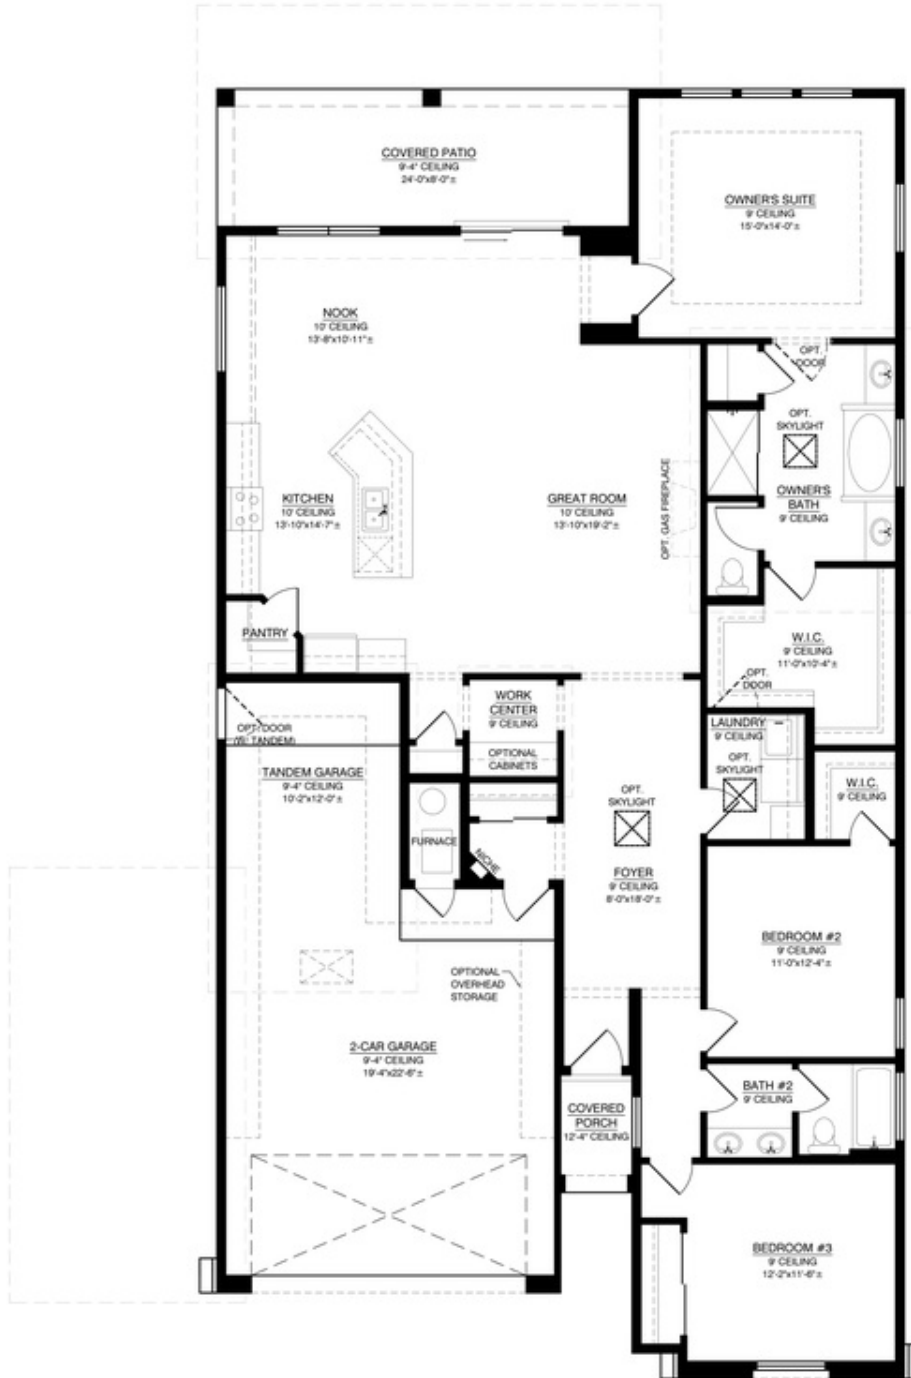 COVERED PATIO
9'-4" CEILING
24'-0"x8'-0"±
OWNER'S SUITE
9' CEILING
15'-0"x14'-0"±
NOOK
10' CEILING
13'-8"x10'-11"±
OPT.
DOOR
OPT.
SKYLIGHT
KITCHEN
10' CEILING
13'-10"x14'-7"±
GREAT ROOM
10' CEILING
13'-10"x19'-2"±
OPT. GAS FIREPLACE
OWNER'S
BATH
9' CEILING
PANTRY
W.I.C.
9' CEILING
11'-0"x10'-4"±
OPT.
DOOR
WORK
CENTER
9' CEILING
OPTIONAL
CABINETS
LAUNDRY
9' CEILING
OPT.
SKYLIGHT
OPT. DOOR
(W/ TANDEM)
TANDEM GARAGE
9'-4" CEILING
10'-2"x12'-0"±
W.I.C.
9' CEILING
OPT.
SKYLIGHT
FURNACE
NICHE
FOYER
9' CEILING
8'-0"x18'-0"±
BEDROOM #2
9' CEILING
11'-0"x12'-4"±
OPTIONAL
OVERHEAD
STORAGE
2-CAR GARAGE
9'-4" CEILING
19'-4"x22'-6"±
BATH #2
9' CEILING
COVERED
PORCH
12'-4" CEILING
BEDROOM #3
9' CEILING
12'-2"x11'-6"±